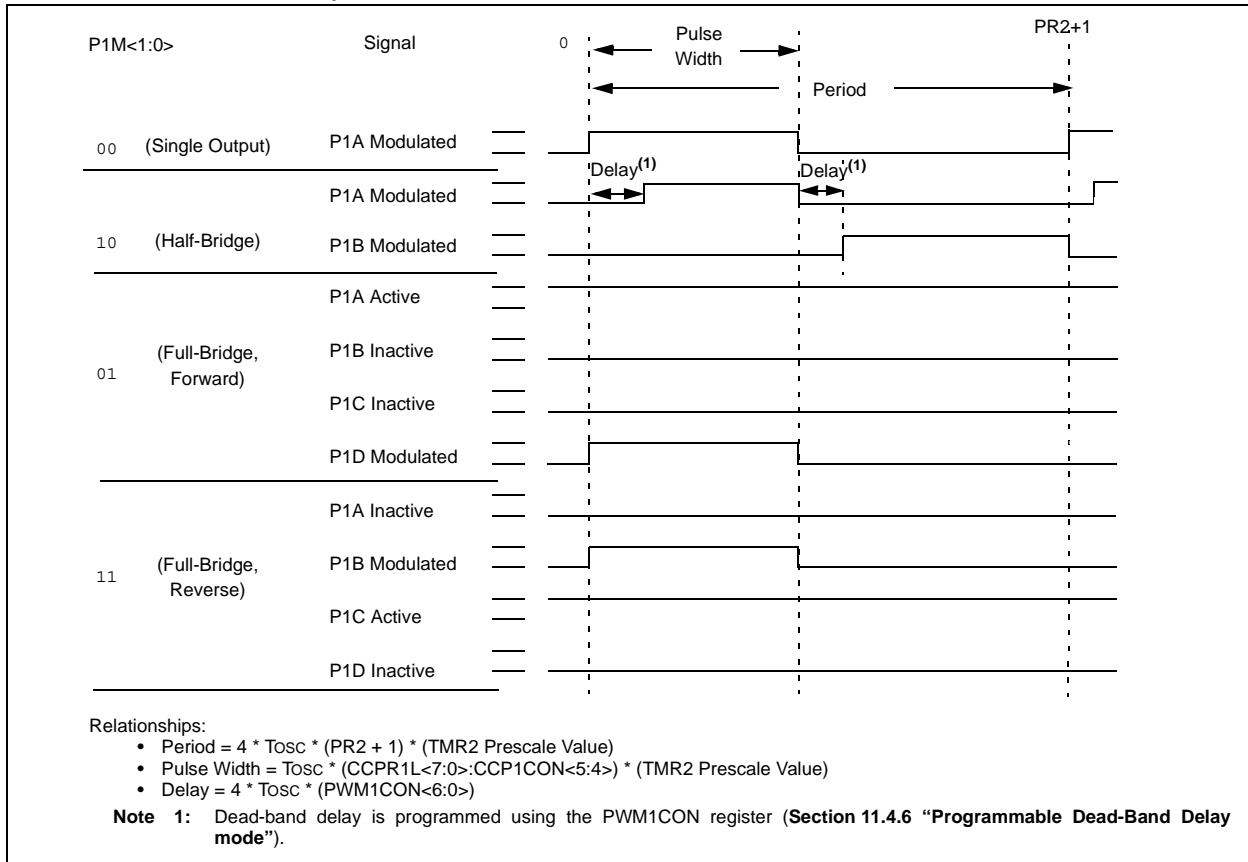 P1M<1:0> Signal 0 Pulse Width PR2+1
Period
00 (Single Output) P1A Modulated
Delay(1) Delay(1)
P1A Modulated
10 (Half-Bridge) P1B Modulated
P1A Active
01 (Full-Bridge, Forward) P1B Inactive
P1C Inactive
P1D Modulated
P1A Inactive
11 (Full-Bridge, Reverse) P1B Modulated
P1C Active
P1D Inactive
Relationships:
• Period = 4 * TOSC * (PR2 + 1) * (TMR2 Prescale Value)
• Pulse Width = TOSC * (CCPR1L<7:0>:CCP1CON<5:4>) * (TMR2 Prescale Value)
• Delay = 4 * TOSC * (PWM1CON<6:0>)
Note 1: Dead-band delay is programmed using the PWM1CON register (Section 11.4.6 “Programmable Dead-Band Delay
mode”).